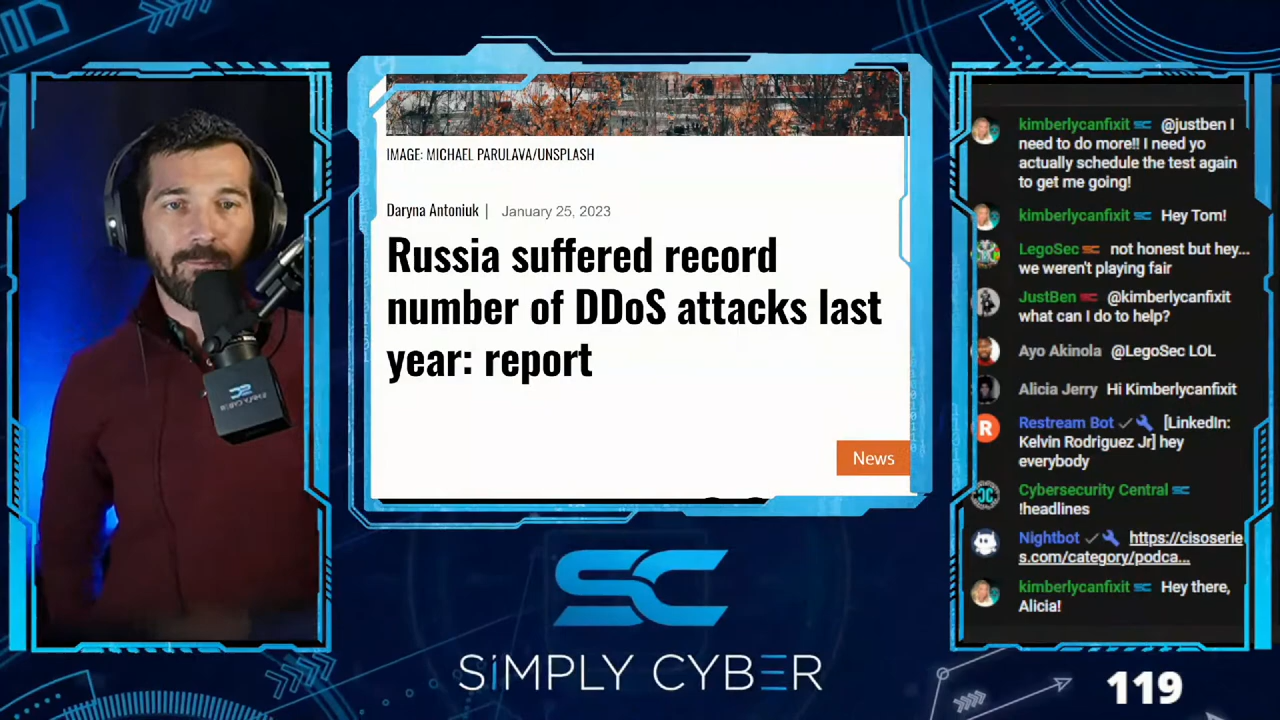 IMAGE: MICHAEL PARULAVA/UNSPLASH
Daryna Antoniuk | January 25, 2023
Russia suffered record
number of DDoS attacks last
year: report
News
SC
SIMPLY CYBER
kimberlycanfixit @justben I
need to do more!! I need yo
actually schedule the test again
to get me going!
kimberlycanfixit Hey Tom!
LegoSec not honest but hey...
we weren't playing fair
JustBen @kimberlycanfixit
what can I do to help?
Ayo Akinola @LegoSec LOL
Alicia Jerry Hi Kimberlycanfixit
R
Restream Bot [LinkedIn:
Kelvin Rodriguez Jr] hey
everybody
Cybersecurity Central
!headlines
Nightbot https://cisoserie
s.com/category/podca...
kimberlycanfixit Hey there,
Alicia!
119